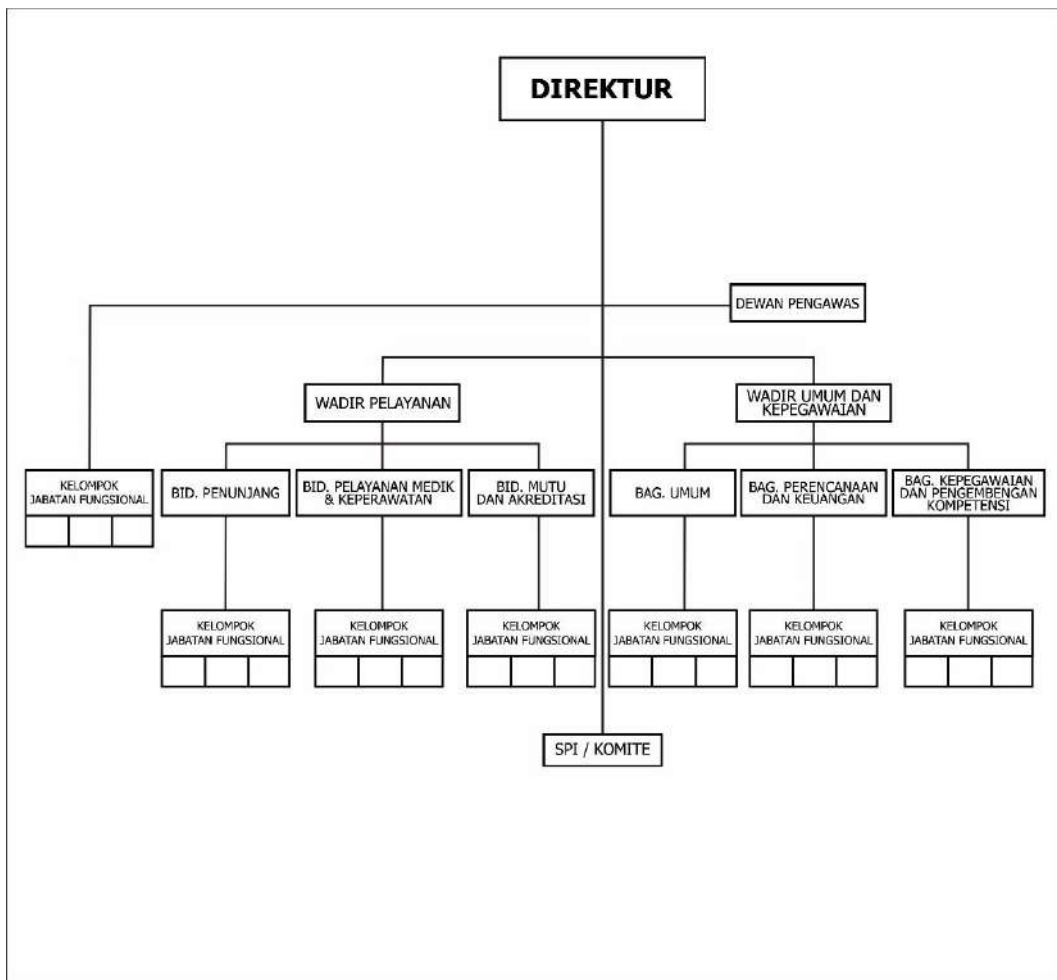 DIREKTUR
DEWAN PENGAWAS
WADIR PELAYANAN
WADIR UMUM DAN
KEPEGAWAIAN
KELOMPOK
JABATAN FUNGSIONAL
BID. PENUNJANG
BID. PELAYANAN MEDIK
& KEPERAWATAN
BID. MUTU
DAN AKREDITASI
BAG. UMUM
BAG. PERENCANAAN
DAN KEUANGAN
BAG. KEPEGAWAIAN
DAN PENGEMBENGAN
KOMPETENSI
KELOMPOK
JABATAN FUNGSIONAL
KELOMPOK
JABATAN FUNGSIONAL
KELOMPOK
JABATAN FUNGSIONAL
KELOMPOK
JABATAN FUNGSIONAL
KELOMPOK
JABATAN FUNGSIONAL
KELOMPOK
JABATAN FUNGSIONAL
SPI / KOMITE